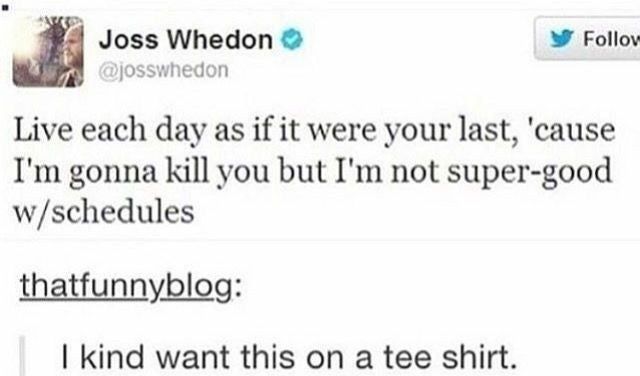 Joss Whedon
Follow
@josswhedon
Live each day as if it were your last, 'cause
I'm gonna kill you but I'm not super-good
w/schedules
thatfunnyblog:
I kind want this on a tee shirt.